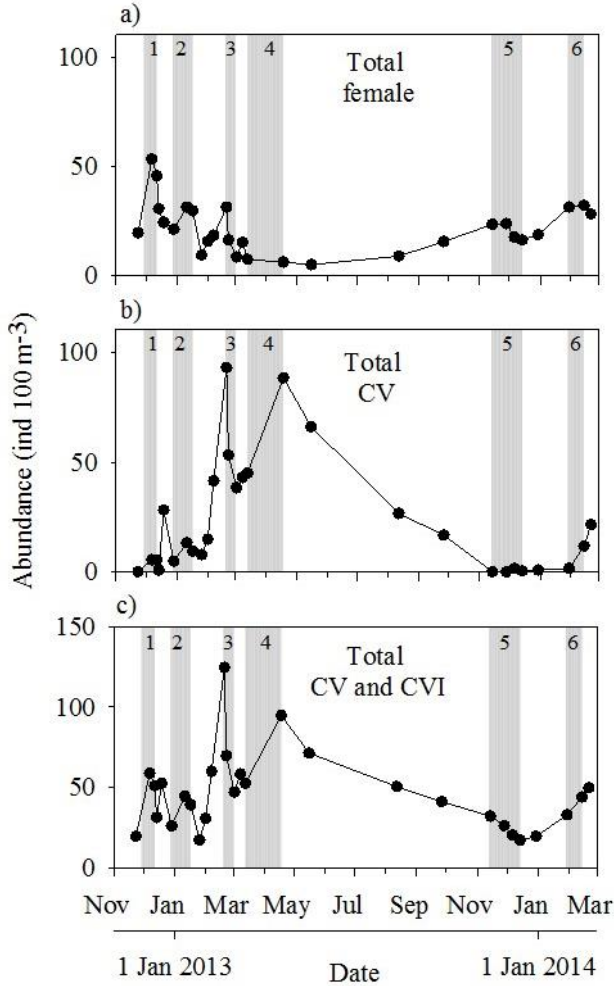 a)
1 2 3 4 5 6
100
Total
female
50
0
b)
1 2 3 4 5 6
100
Total
CV
50
0
Abundance (ind 100 m-3)
c)
150
1 2 3 4 5 6
Total
CV and CVI
100
50
0
Nov Jan Mar May Jul Sep Nov Jan Mar
1 Jan 2013 Date 1 Jan 2014